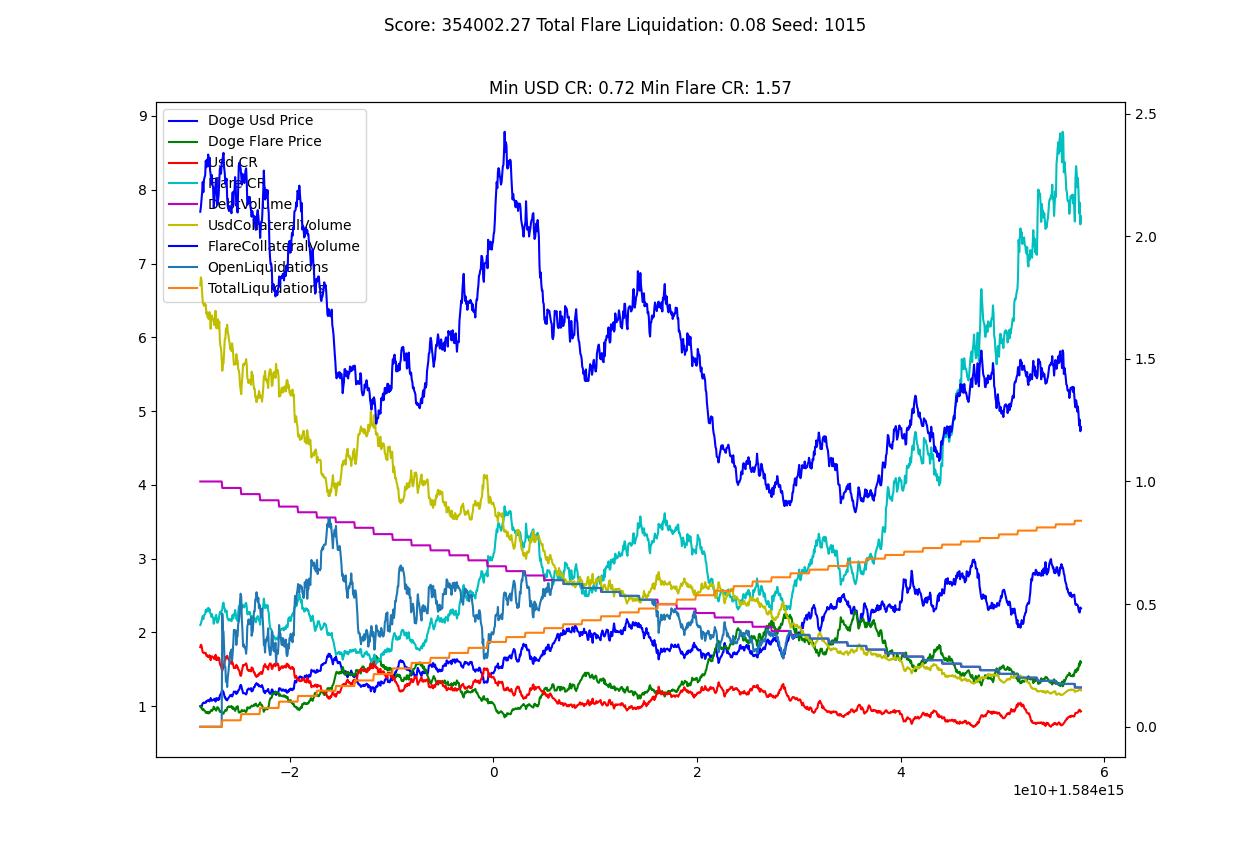 Score: 354002.27 Total Flare Liquidation: 0.08 Seed: 1015
Min USD CR: 0.72 Min Flare CR: 1.57
Doge Usd Price
Doge Flare Price
Usd CR
Flare CR
DebtVolume
UsdCollateralVolume
FlareCollateralVolume
OpenLiquidations
TotalLiquidations
9
8
7
6
5
4
3
2
1
2.5
2.0
1.5
1.0
0.5
0.0
−2
0
2
4
6
1e10+1.584e15